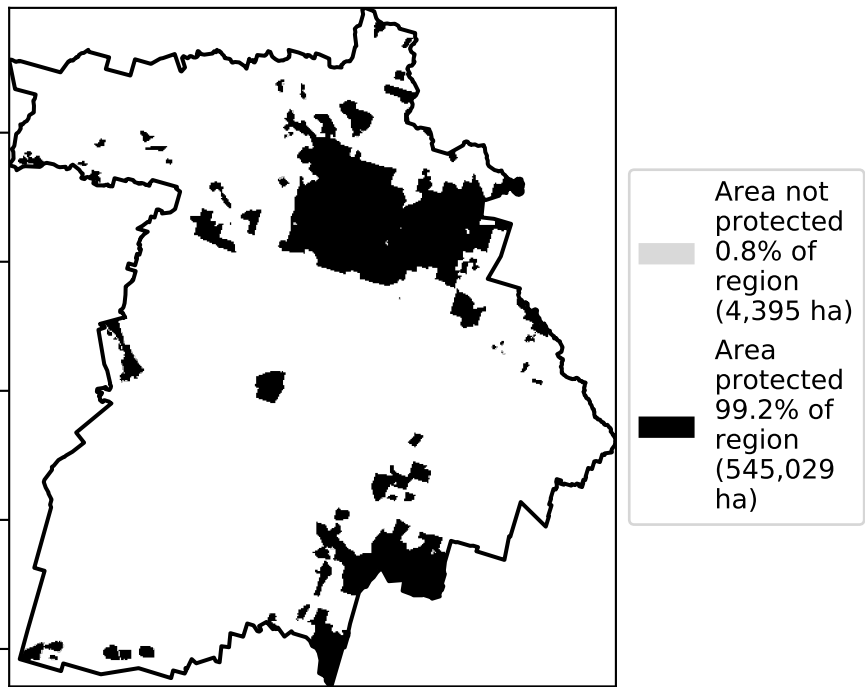 Area not
protected
0.8% of
region
(4,395 ha)
Area
protected
99.2% of
region
(545,029
ha)